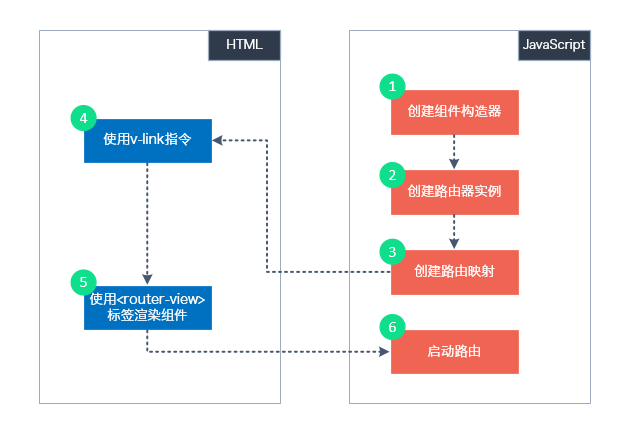 HTML
JavaScript
1
创建组件构造器
2
创建路由器实例
3
创建路由映射
4
使用v-link指令
5
使用<router-view>
标签渲染组件
6
启动路由